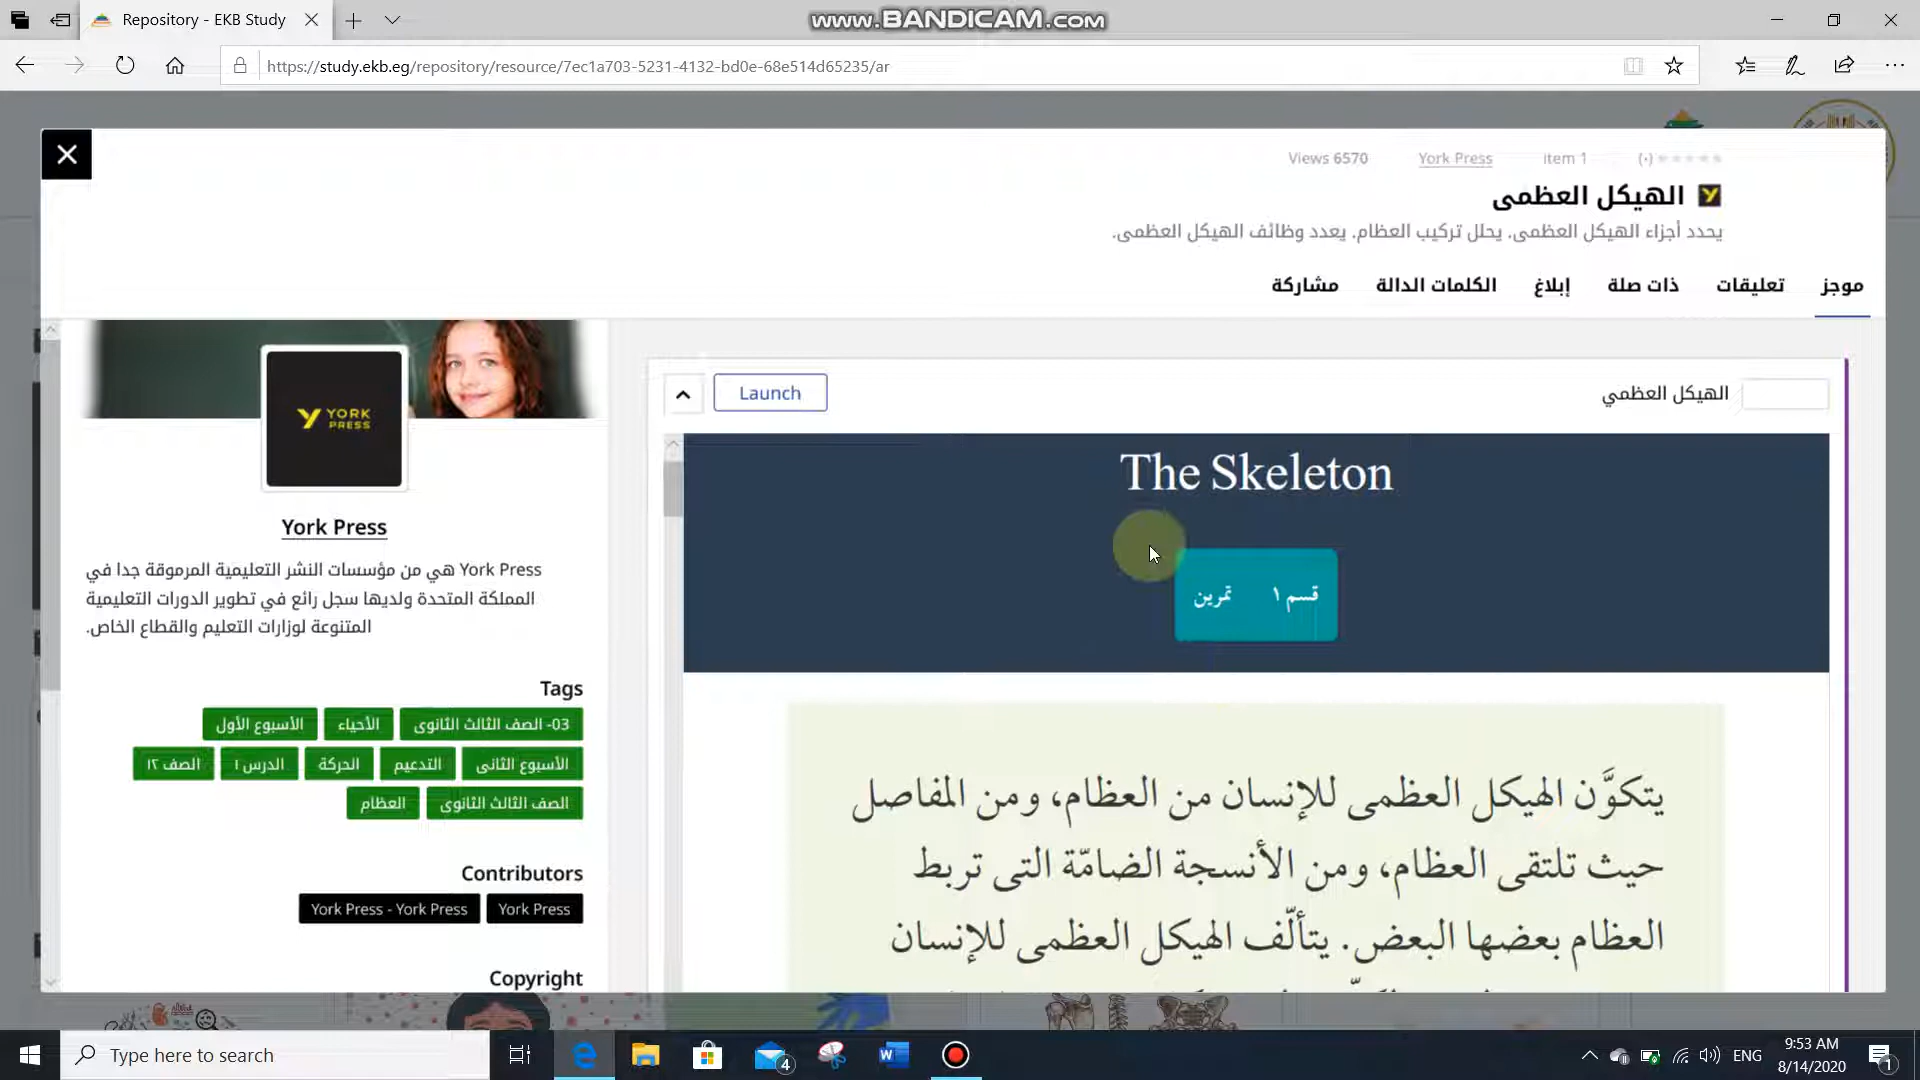 Repository - EKB Study
www.BANDICAM.com
https://study.ekb.eg/repository/resource/7ec1a703-5231-4132-bd0e-68e514d65235/ar
Views 6570
York Press
item 1
(٠)
الهيكل العظمى
يحدد أجزاء الهيكل العظمى. يحلل تركيب العظام. يعدد وظائف الهيكل العظمى.
موجز تعليقات ذات صلة إبلاغ الكلمات الدالة مشاركة
YORK
PRESS
York Press
York Press هي من مؤسسات النشر التعليمية المرموقة جدا في
المملكة المتحدة ولديها سجل رائع في تطوير الدورات التعليمية
المتنوعة لوزارات التعليم والقطاع الخاص.
Tags
03- الصف الثالث الثانوى الأحياء الأسبوع الأول
الأسبوع الثانى التدعيم الحركة الدرس ١ الصف ١٢
الصف الثالث الثانوى العظام
Contributors
York Press - York Press
York Press
Copyright
الهيكل العظمي
Launch
The Skeleton
قسم ١ تمرين
يتكوَّن الهيكل العظمى للإنسان من العظام، ومن المفاصل
حيث تلتقى العظام، ومن الأنسجة الضامّة التى تربط
العظام بعضها البعض. يتألّف الهيكل العظمى للإنسان
Type here to search
4
W
ENG
9:53 AM
8/14/2020
1